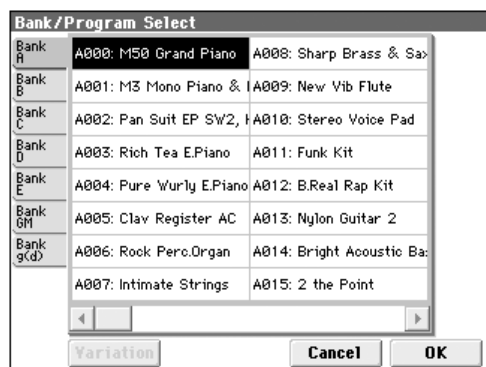 Bank/Program Select
Bank A
Bank B
Bank C
Bank D
Bank E
Bank GM
Bank g(d)
A000: M50 Grand Piano
A001: M3 Mono Piano &
A002: Pan Suit EP SW2,
A003: Rich Tea E.Piano
A004: Pure Wurly E.Piano
A005: Clav Register AC
A006: Rock Perc.Organ
A007: Intimate Strings
A008: Sharp Brass & Sax
A009: New Vib Flute
A010: Stereo Voice Pad
A011: Funk Kit
A012: B.Real Rap Kit
A013: Nylon Guitar 2
A014: Bright Acoustic
A015: 2 the Point
Variation
Cancel
OK